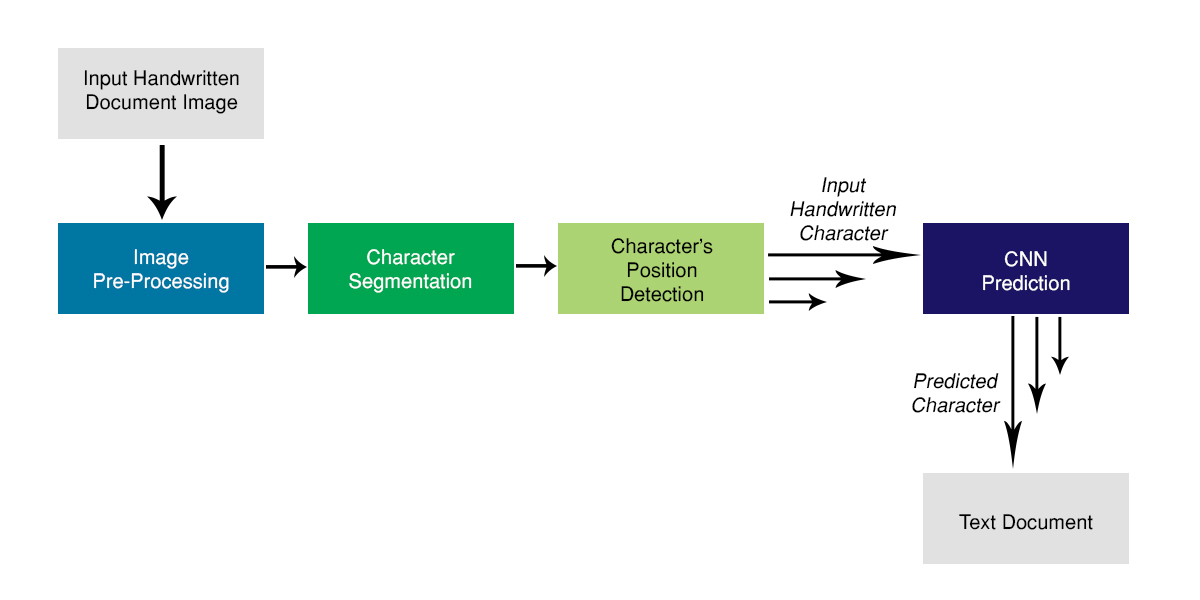 Input Handwritten
Document Image
Image
Pre-Processing
Character
Segmentation
Character’s
Position
Detection
Input
Handwritten
Character
CNN
Prediction
Predicted
Character
Text Document